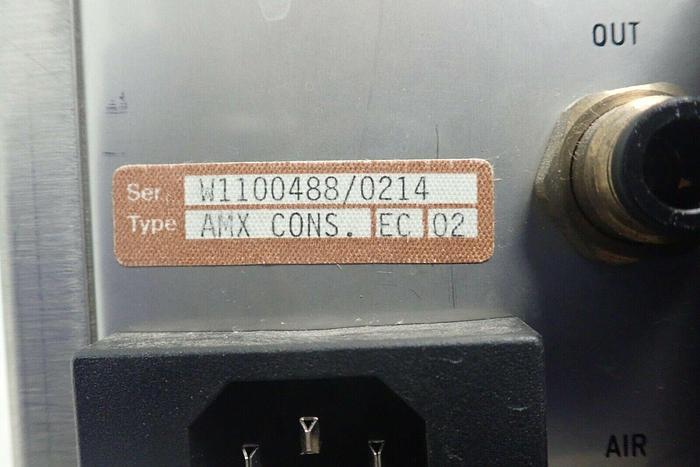 OUT
Ser. W1100488/0214
Type AMX CONS. EC 02
AIR